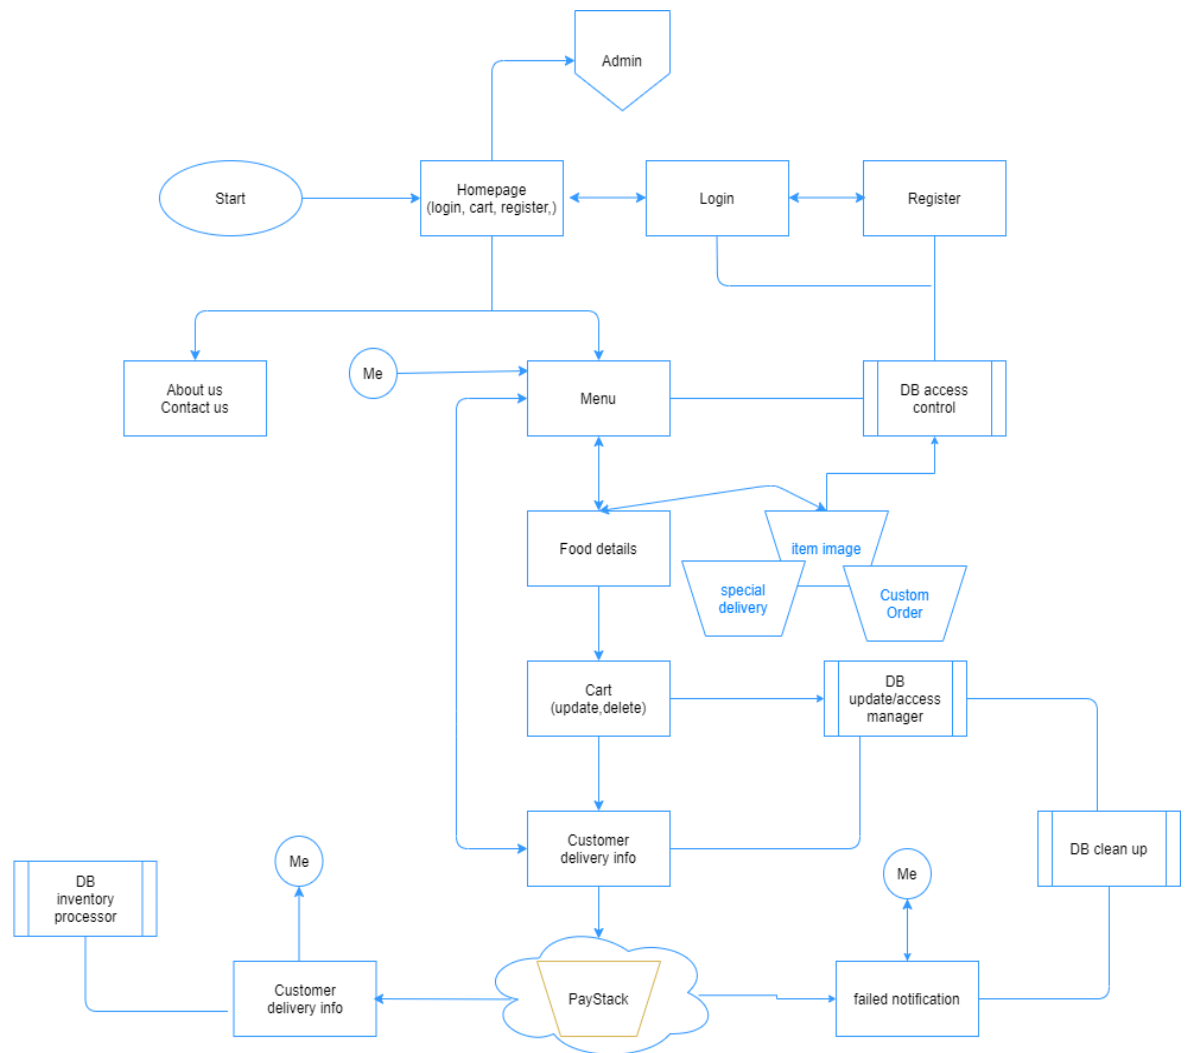 Admin
Start
Homepage
(login, cart, register,)
Login
Register
About us
Contact us
Me
Menu
DB access
control
Food details
item image
special
delivery
Custom
Order
Cart
(update,delete)
DB
update/access
manager
Customer
delivery info
DB clean up
Me
Me
DB
inventory
processor
Customer
delivery info
PayStack
failed notification